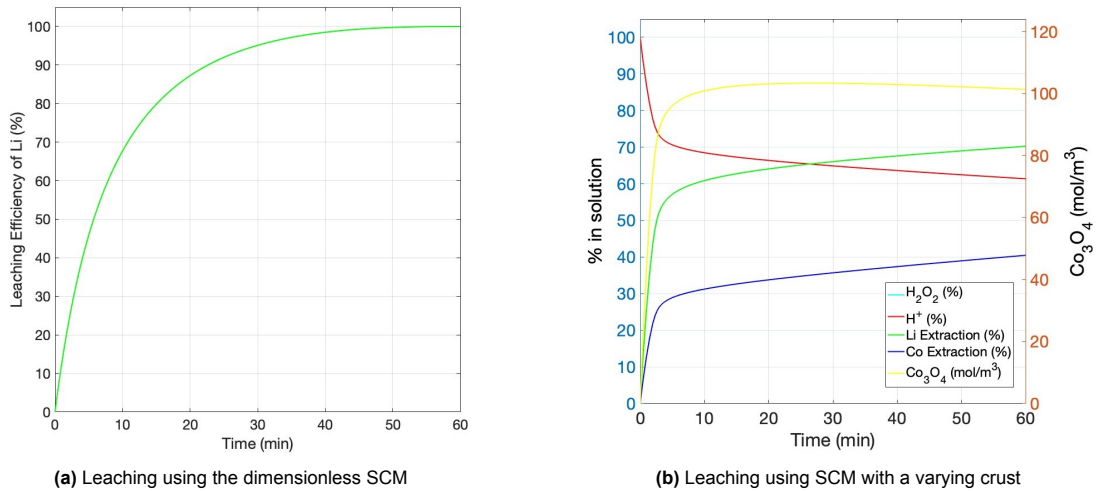 100
90
80
70
60
50
40
30
20
10
0
Leaching Efficiency of Li (%)
0 10 20 30 40 50 60
Time (min)
(a) Leaching using the dimensionless SCM
100
90
80
70
60
50
40
30
20
10
0
% in solution
120
100
80
60
40
20
0
Co₃O₄ (mol/m³)
H₂O₂ (%)
H⁺ (%)
Li Extraction (%)
Co Extraction (%)
Co₃O₄ (mol/m³)
0 10 20 30 40 50 60
Time (min)
(b) Leaching using SCM with a varying crust